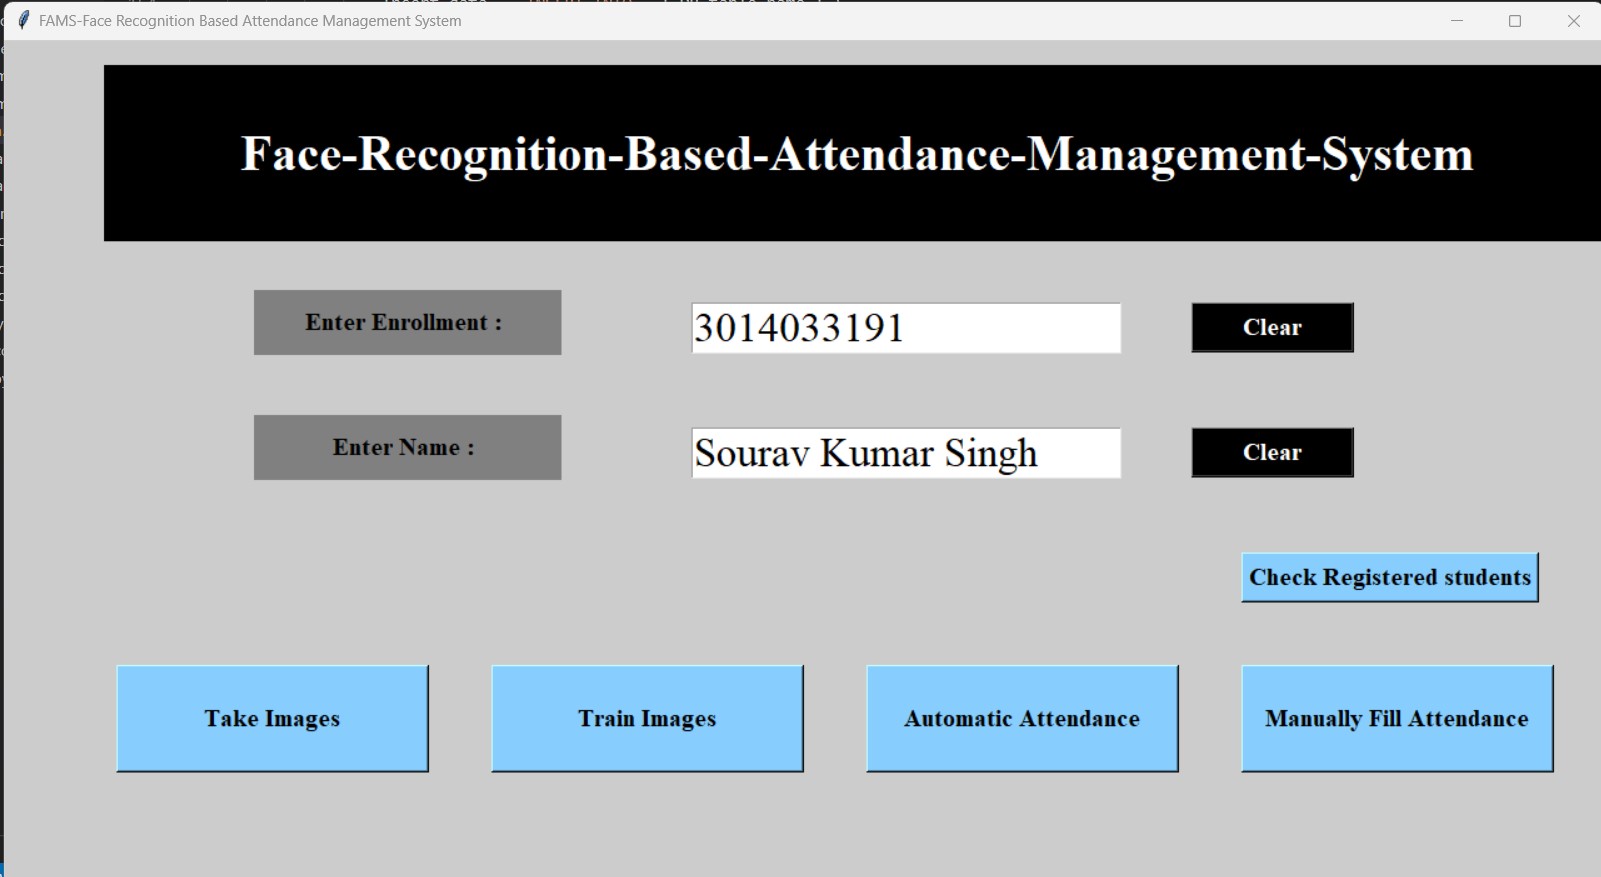 FAMS-Face Recognition Based Attendance Management System
Face-Recognition-Based-Attendance-Management-System
Enter Enrollment :
3014033191
Clear
Enter Name :
Sourav Kumar Singh
Clear
Check Registered students
Take Images
Train Images
Automatic Attendance
Manually Fill Attendance